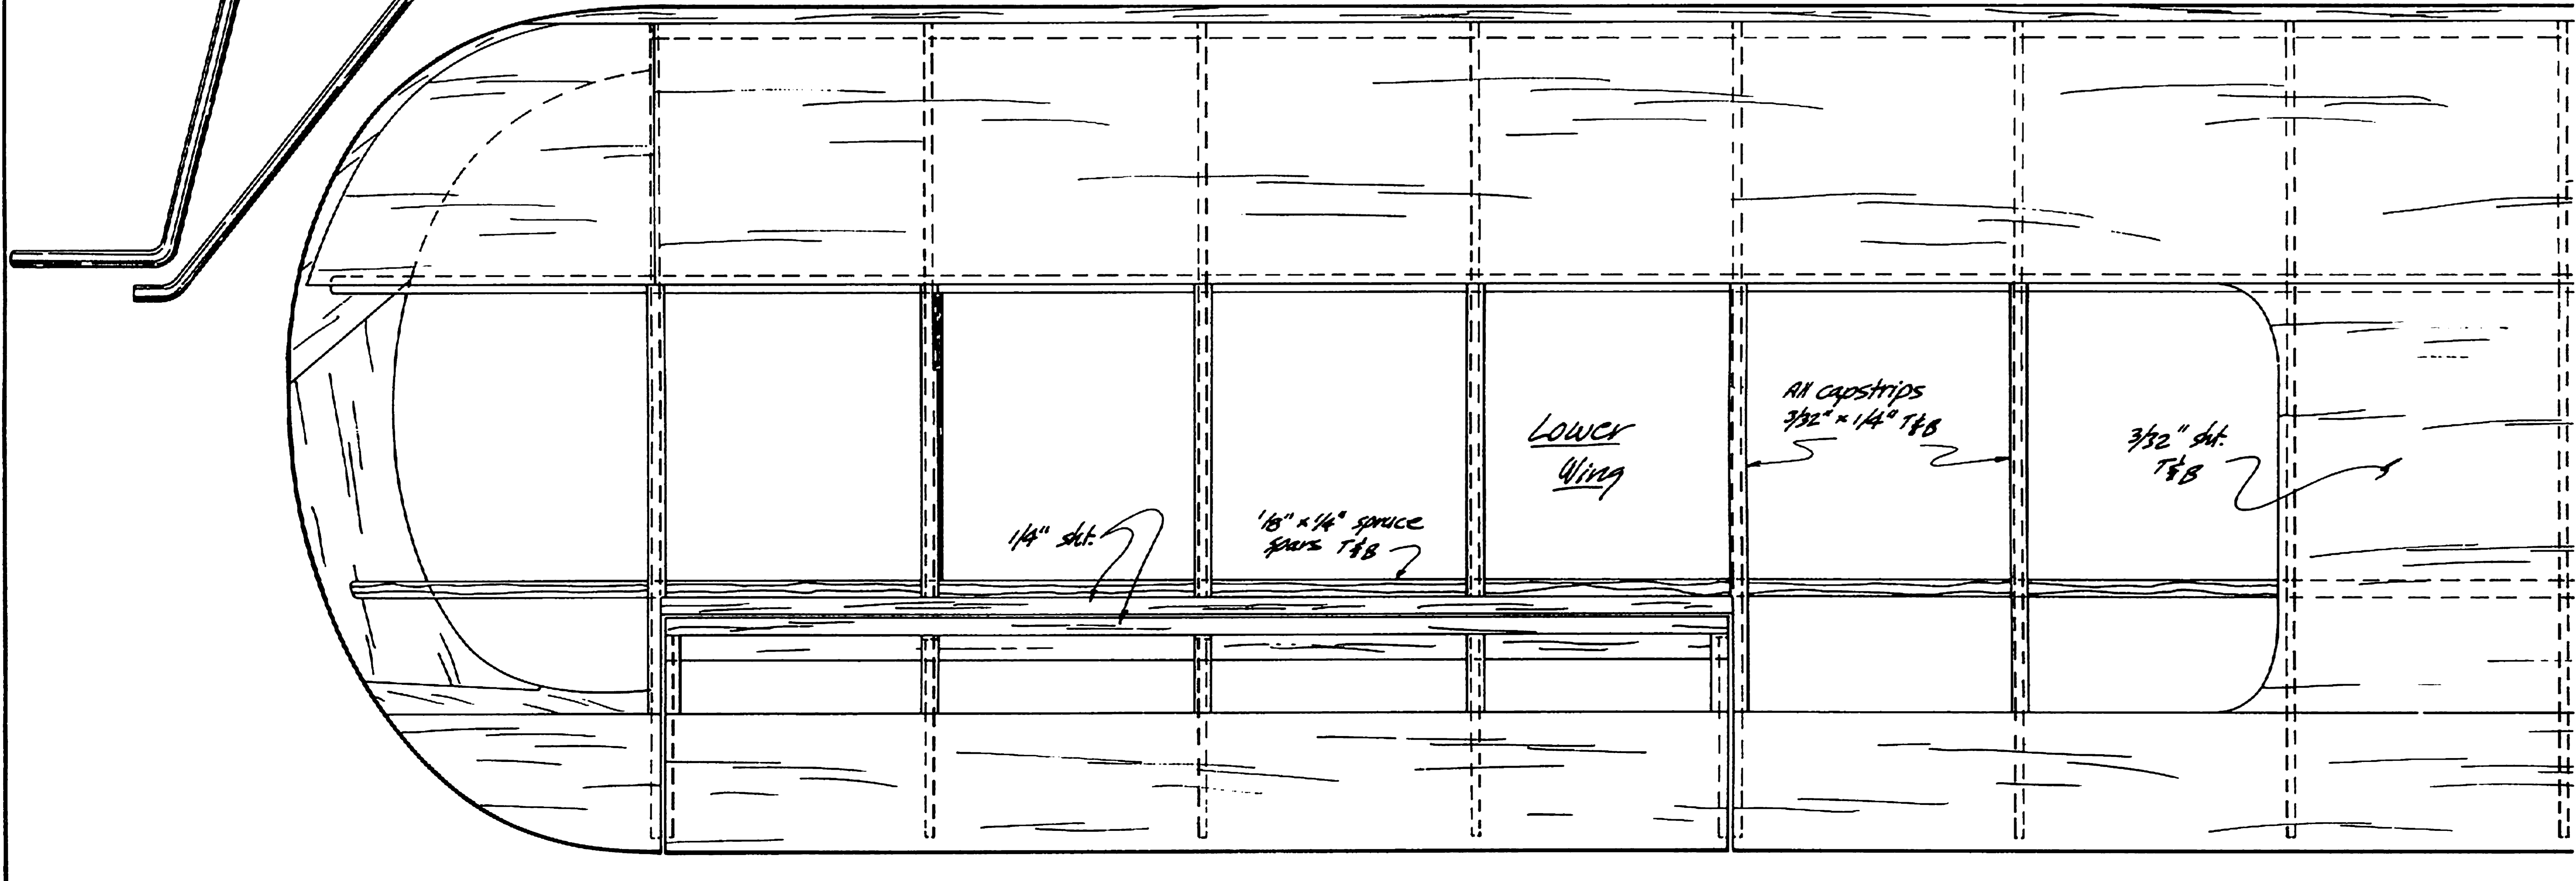 Lower
Wing
All capstrips
3/32" x 1/4" T&B
3/32" sht.
T&B
1/4" sht.
1/8" x 1/4" spruce
spars T&B